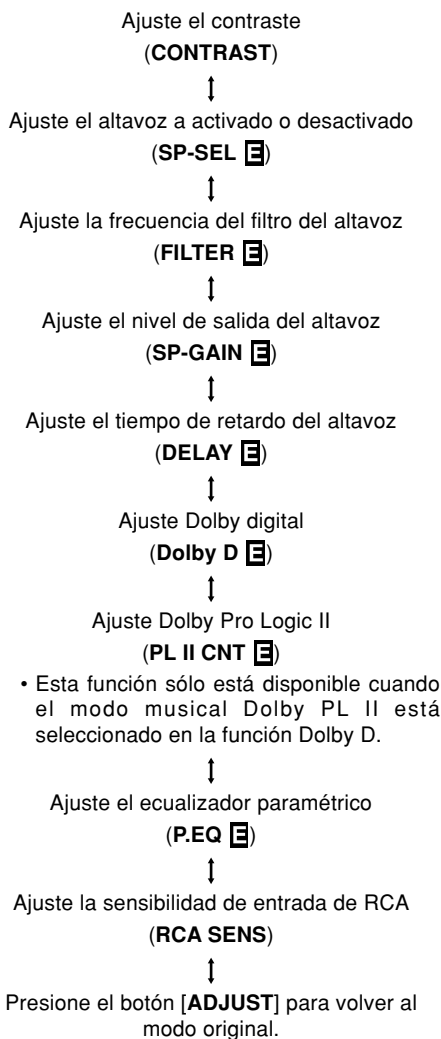 Ajuste el contraste
(CONTRAST)
Ajuste el altavoz a activado o desactivado
(SP-SEL E)
Ajuste la frecuencia del filtro del altavoz
(FILTER E)
Ajuste el nivel de salida del altavoz
(SP-GAIN E)
Ajuste el tiempo de retardo del altavoz
(DELAY E)
Ajuste Dolby digital
(Dolby D E)
Ajuste Dolby Pro Logic II
(PL II CNT E)
• Esta función sólo está disponible cuando
el modo musical Dolby PL II está
seleccionado en la función Dolby D.
Ajuste el ecualizador paramétrico
(P.EQ E)
Ajuste la sensibilidad de entrada de RCA
(RCA SENS)
Presione el botón [ADJUST] para volver al
modo original.